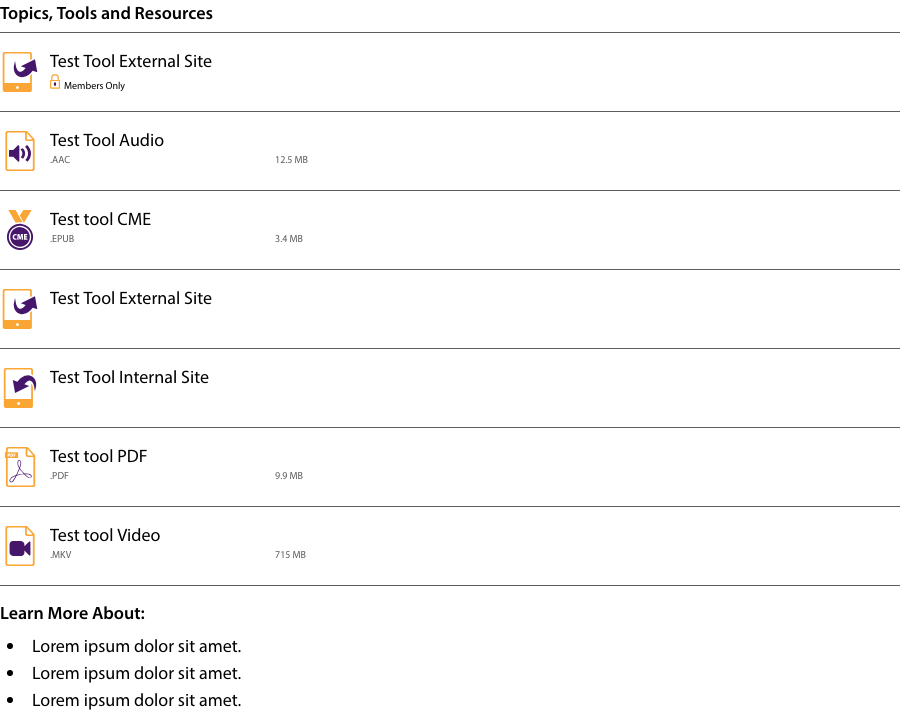 Topics, Tools and Resources
Test Tool External Site
Members Only
Test Tool Audio
.AAC 12.5 MB
Test tool CME
CME
.EPUB 3.4 MB
Test Tool External Site
Test Tool Internal Site
Test tool PDF
PDF
.PDF 9.9 MB
Test tool Video
.MKV 715 MB
Learn More About:
• Lorem ipsum dolor sit amet.
• Lorem ipsum dolor sit amet.
• Lorem ipsum dolor sit amet.